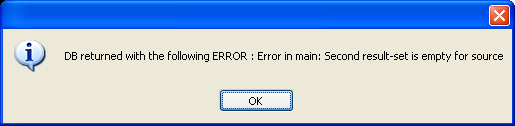 DB returned with the following ERROR : Error in main: Second result-set is empty for source
OK